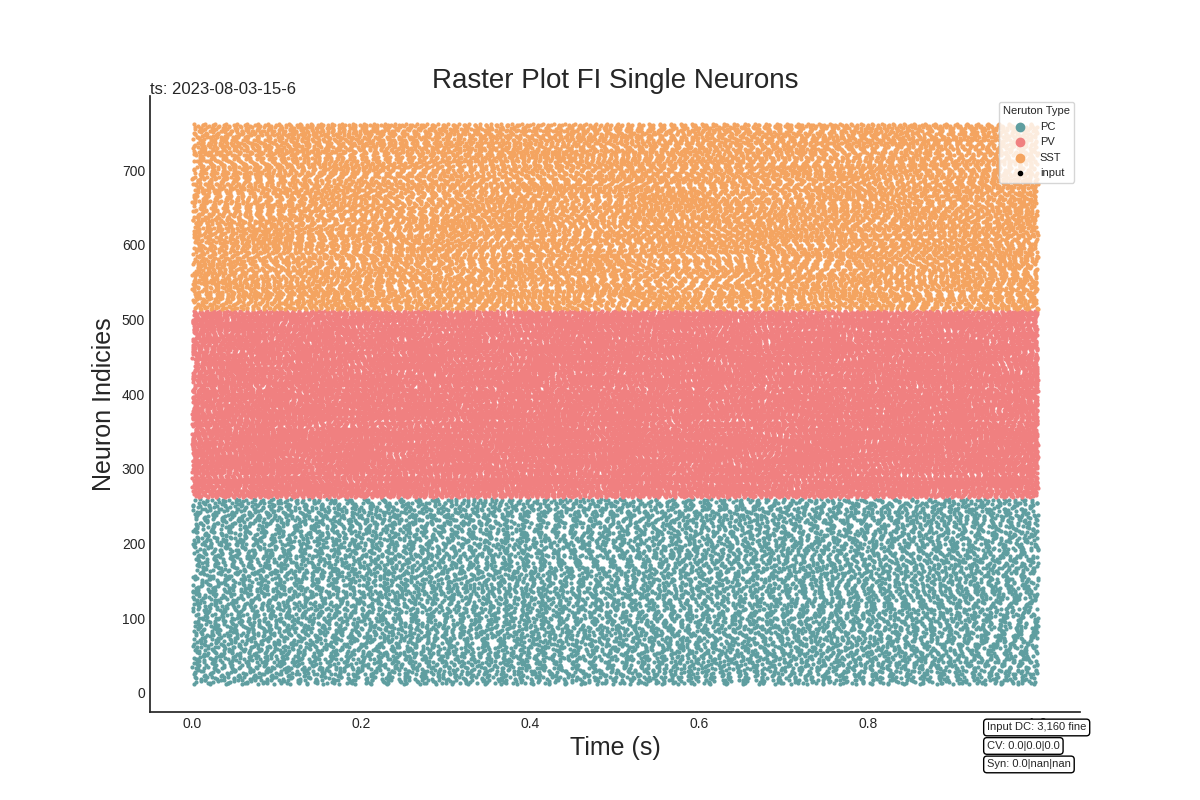 Raster Plot FI Single Neurons
ts: 2023-08-03-15-6
Neruton Type
PC
PV
SST
input
Neuron Indicies
700
600
500
400
300
200
100
0
0.0 0.2 0.4 0.6 0.8
Time (s)
Input DC: 3,160 fine
CV: 0.0|0.0|0.0
Syn: 0.0|nan|nan